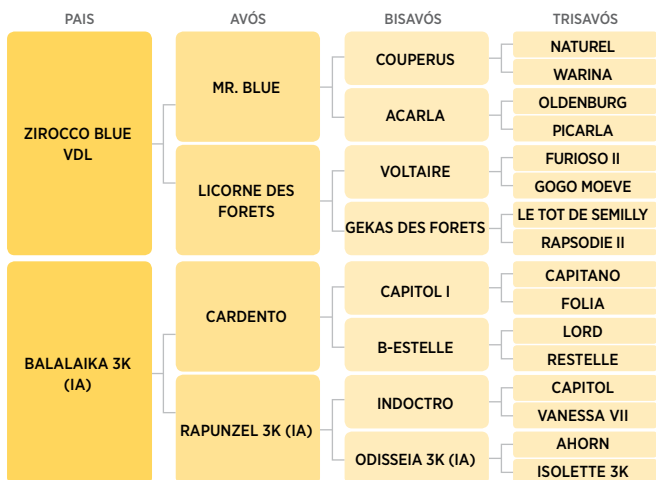 PAIS
AVÓS
BISAVÓS
TRISAVÓS
ZIROCCO BLUE
VDL
MR. BLUE
COUPERUS
NATUREL
WARINA
ACARLA
OLDENBURG
PICARLA
LICORNE DES
FORETS
VOLTAIRE
FURIOSO II
GOGO MOEVE
GEKAS DES FORETS
LE TOT DE SEMILLY
RAPSODIE II
BALALAIKA 3K
(IA)
CARDENTO
CAPITOL I
CAPITANO
FOLIA
B-ESTELLE
LORD
RESTELLE
RAPUNZEL 3K (IA)
INDOCTRO
CAPITOL
VANESSA VII
ODISSEIA 3K (IA)
AHORN
ISOLETTE 3K